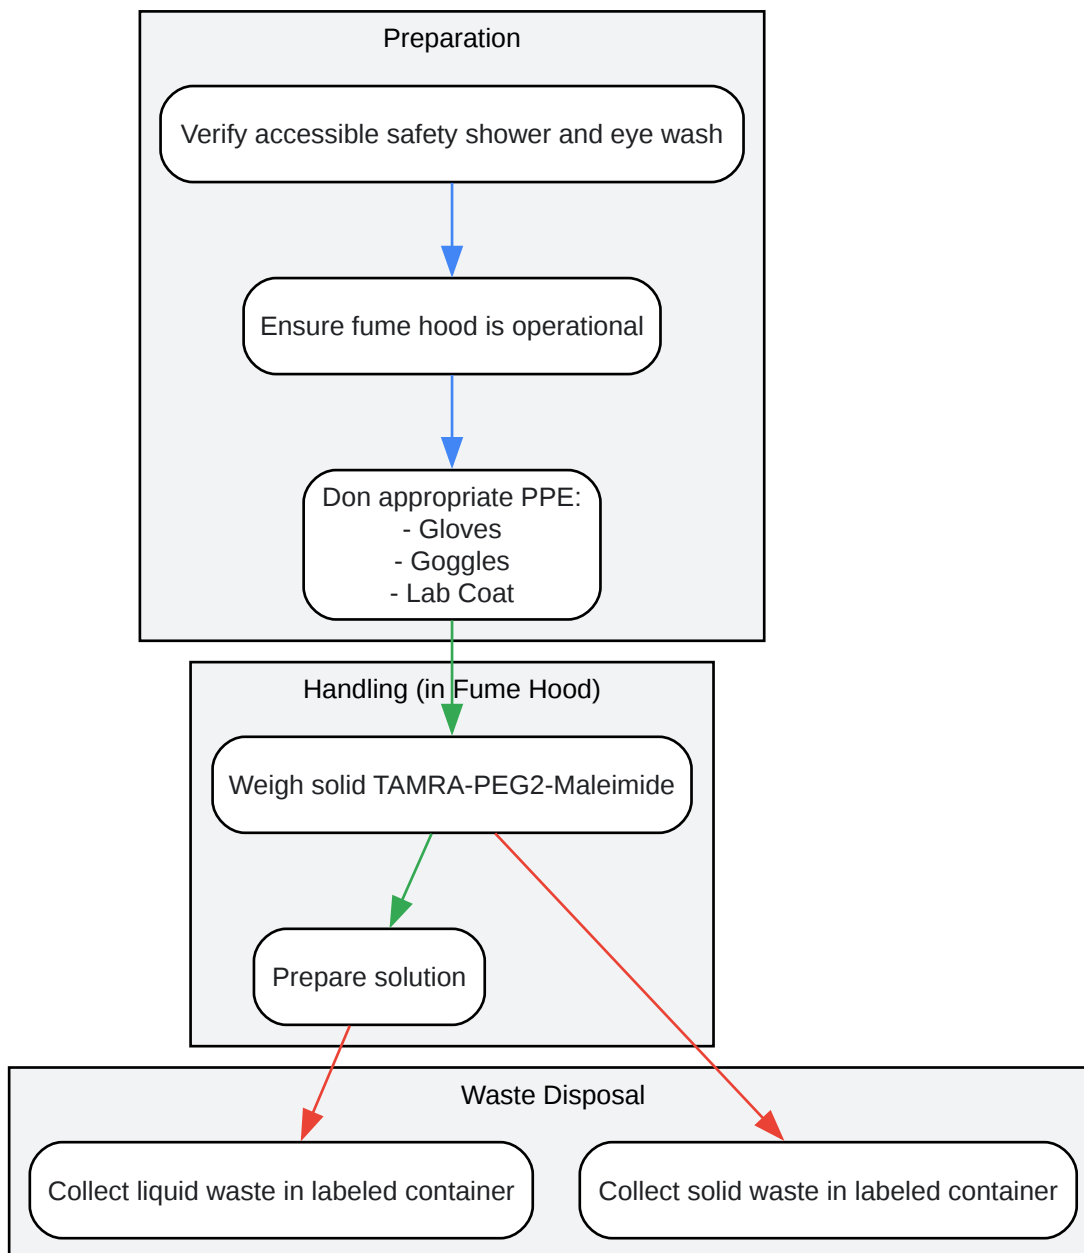 Preparation
Verify accessible safety shower and eye wash
Ensure fume hood is operational
Don appropriate PPE:
- Gloves
- Goggles
- Lab Coat
Handling (in Fume Hood)
Weigh solid TAMRA-PEG2-Maleimide
Prepare solution
Waste Disposal
Collect liquid waste in labeled container
Collect solid waste in labeled container